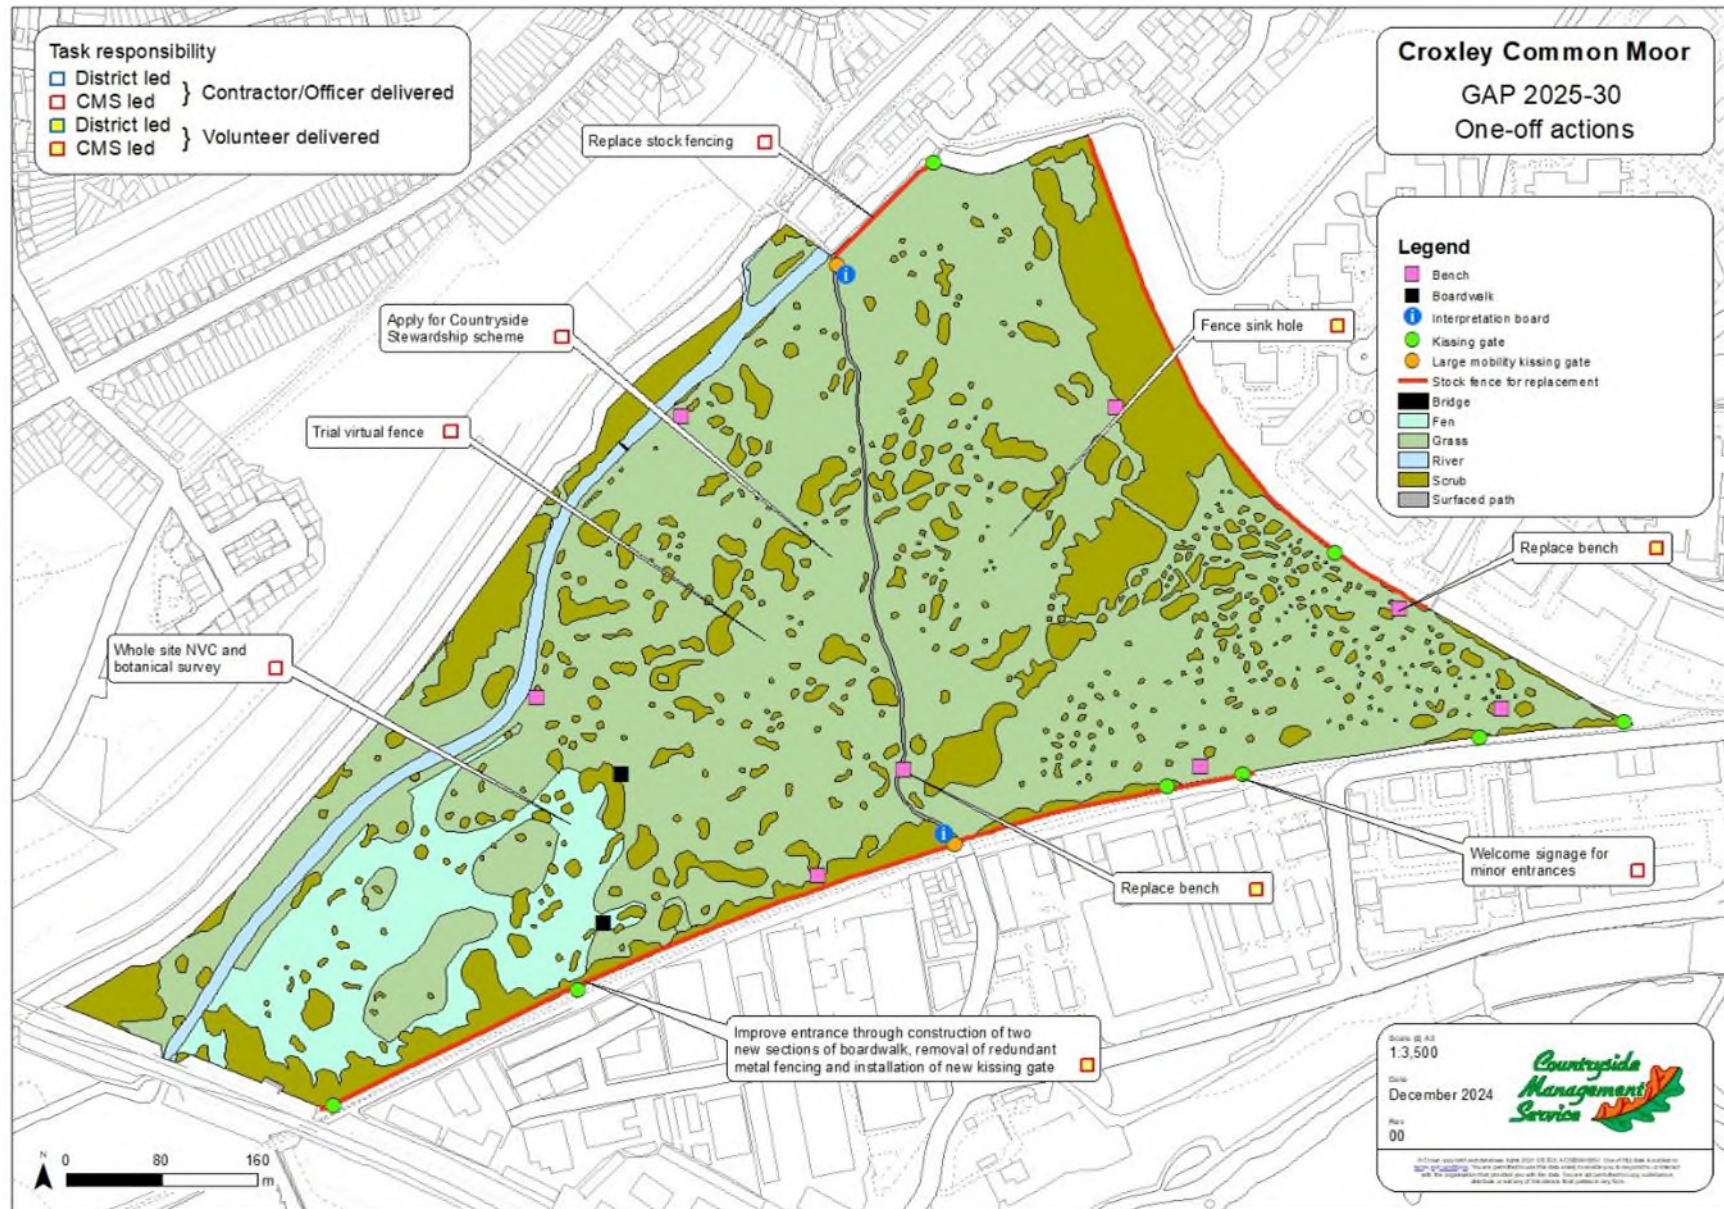 Task responsibility
District led
CMS led
} Contractor/Officer delivered
District led
CMS led
} Volunteer delivered
Croxley Common Moor
GAP 2025-30
One-off actions
Replace stock fencing
Legend
Bench
Boardwalk
Interpretation board
Kissing gate
Large mobility kissing gate
Stock fence for replacement
Bridge
Fen
Grass
River
Scrub
Surfaced path
Apply for Countryside
Stewardship scheme
Fence sink hole
Trial virtual fence
Replace bench
Whole site NVC and
botanical survey
Welcome signage for
minor entrances
Replace bench
Improve entrance through construction of two
new sections of boardwalk, removal of redundant
metal fencing and installation of new kissing gate
Scale @ A3
1:3,500
Date
December 2024
Rev
00
Countryside
Management
Service
N
0 80 160
m
i
i